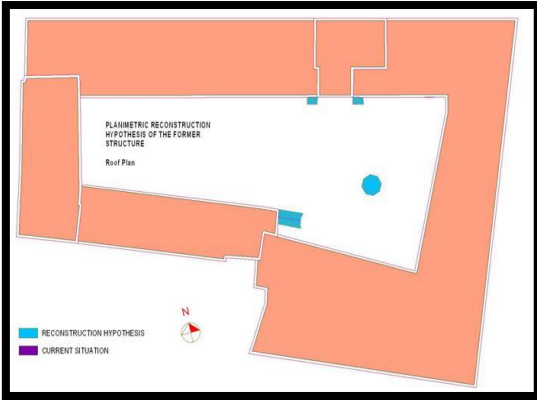 PLANIMETRIC RECONSTRUCTION
HYPOTHESIS OF THE FORMER
STRUCTURE
Roof Plan
N
RECONSTRUCTION HYPOTHESIS
CURRENT SITUATION